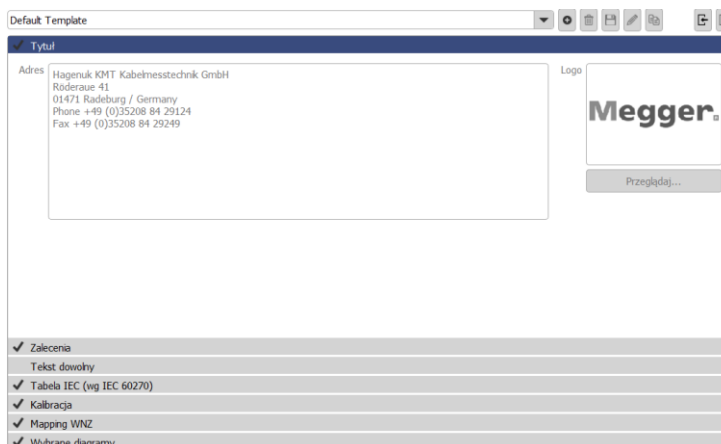 Default Template
Tytuł
Adres
Hagenuk KMT Kabelmesstechnik GmbH
Röderaue 41
01471 Radeburg / Germany
Phone +49 (0)35208 84 29124
Fax +49 (0)35208 84 29249
Logo
Megger.
Przeglądaj...
Zalecenia
Tekst dowolny
Tabela IEC (wg IEC 60270)
Kalibracja
Mapping WNZ
Wybrane diagramy